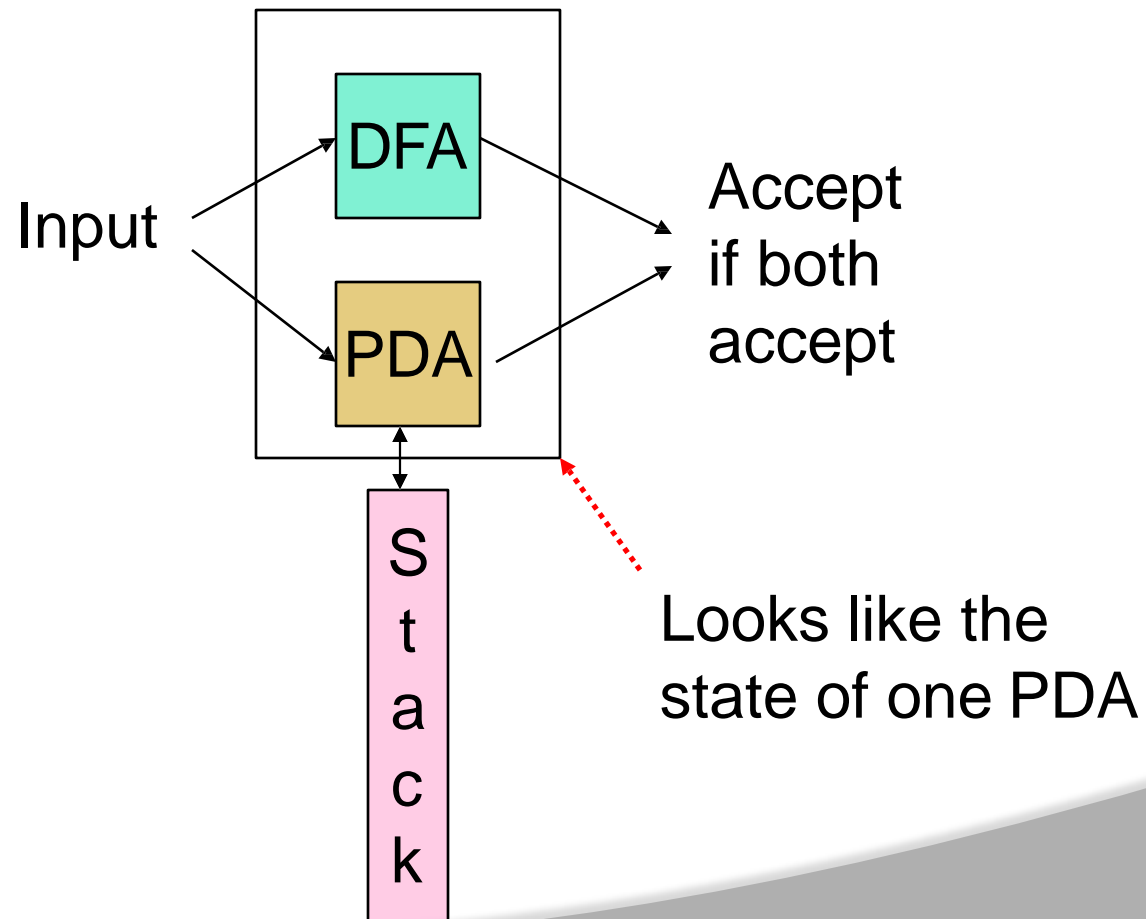 DFA
Input
Accept
if both
accept
PDA
S
t
a
c
k
Looks like the
state of one PDA